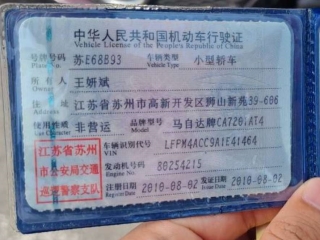 中华人民共和国机动车行驶证
Vehicle License of the People's Republic of China
号牌号码 苏E68B93 车辆类型 小型轿车
Plate No. Vehicle Type
所有人 王妍斌
Owner
住址 江苏省苏州市高新开发区狮山新苑39-606
Address
使用性质 非营运 品牌型号 马自达牌CA7201AT4
Use Character Model
江苏省苏州市公安局交通巡逻警察支队
车辆识别代号 LFPM4ACC9A1E41464
VIN
发动机号码 80254215
Engine No.
注册日期 2010-08-02 发证日期 2010-08-02
Register Date Issue Date